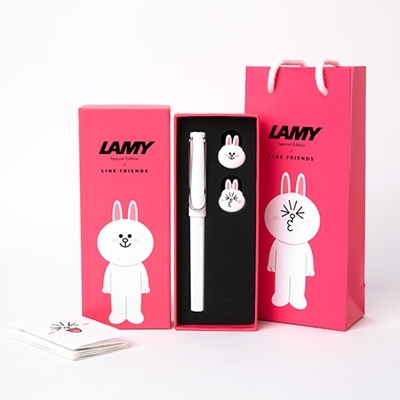 LAMY
Special Edition
x
LINE FRIENDS
LAMY
Special Edition
x
LINE FRIENDS